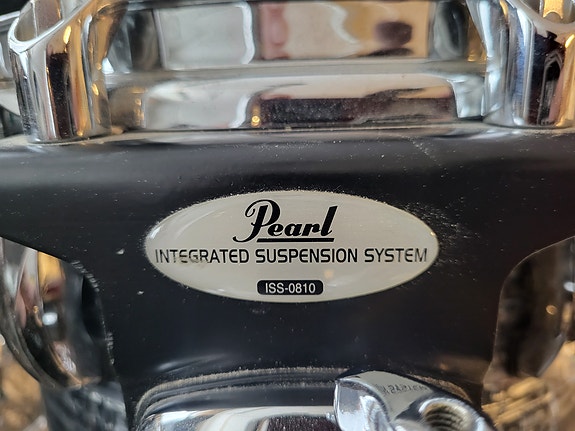 Pearl
INTEGRATED SUSPENSION SYSTEM
ISS-0810